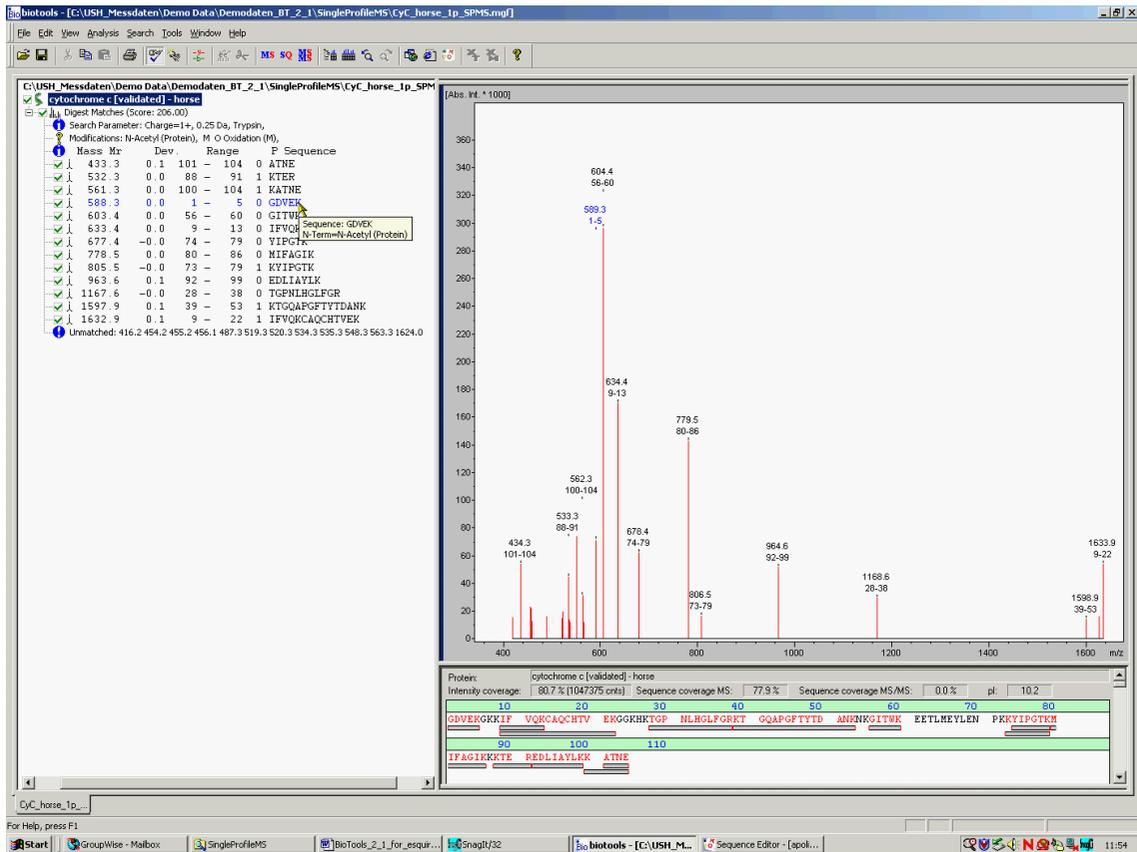 biotools - [C:\USH_Messdaten\Demo Data\Demodaten_BT_2_1\SingleProfileMS\CyC_horse_1p_SPMS.mgf]
File Edit View Analysis Search Tools Window Help
MS SQ MS
C:\USH_Messdaten\Demo Data\Demodaten_BT_2_1\SingleProfileMS\CyC_horse_1p_SPM
cytochrome c [validated] - horse
Digest Matches (Score: 206.00)
Search Parameter: Charge=1+, 0.25 Da, Trypsin,
Modifications: N-Acetyl (Protein), M O Oxidation (M),
Mass Mr Dev. Range P Sequence
433.3 0.1 101 - 104 0 ATNE
532.3 0.0 88 - 91 1 KTER
561.3 0.0 100 - 104 1 KATNE
588.3 0.0 1 - 5 0 GDVEK
603.4 0.0 56 - 60 0 GITWK
633.4 0.0 9 - 13 0 IFVQK
677.4 -0.0 74 - 79 0 YIPGTK
778.5 0.0 80 - 86 0 MIFAGIK
805.5 -0.0 73 - 79 1 KYIPGTK
963.6 0.1 92 - 99 0 EDLIAYLK
1167.6 -0.0 28 - 38 0 TGPNLHGLFGR
1597.9 0.1 39 - 53 1 KTGQAPGFTYTDANK
1632.9 0.1 9 - 22 1 IFVQKCAQCHTVEK
Unmatched: 416.2 454.2 455.2 456.1 487.3 519.3 520.3 534.3 535.3 548.3 563.3 1624.0
Sequence: GDVEK
N-Term=N-Acetyl (Protein)
[Abs. Int. * 1000]
360
340
320
300
280
260
240
220
200
180
160
140
120
100
80
60
40
20
0
604.4
56-60
589.3
1-5
634.4
9-13
779.5
80-86
562.3
100-104
533.3
88-91
434.3
101-104
678.4
74-79
806.5
73-79
964.6
92-99
1168.6
28-38
1598.9
39-53
1633.9
9-22
400 600 800 1000 1200 1400 1600 m/z
Protein: cytochrome c [validated] - horse
Intensity coverage: 80.7 % (1047375 cnts) Sequence coverage MS: 77.9 % Sequence coverage MS/MS: 0.0 % pI: 10.2
10 20 30 40 50 60 70 80
GDVEKGKKIF VQKCAQCHTV EKGGKHKTGP NLHGLFGRKT GQAPGFTYTD ANKNKGITWK EETLMEYLEN PKKYIPGTKM
90 100 110
IFAGIKKKTE REDLIAYLKK ATNE
CyC_horse_1p_...
For Help, press F1
Start GroupWise - Mailbox SingleProfileMS BioTools_2_1_for_esquir... SnagIt/32 biotools - [C:\USH_M... Sequence Editor - [apoli... 11:54